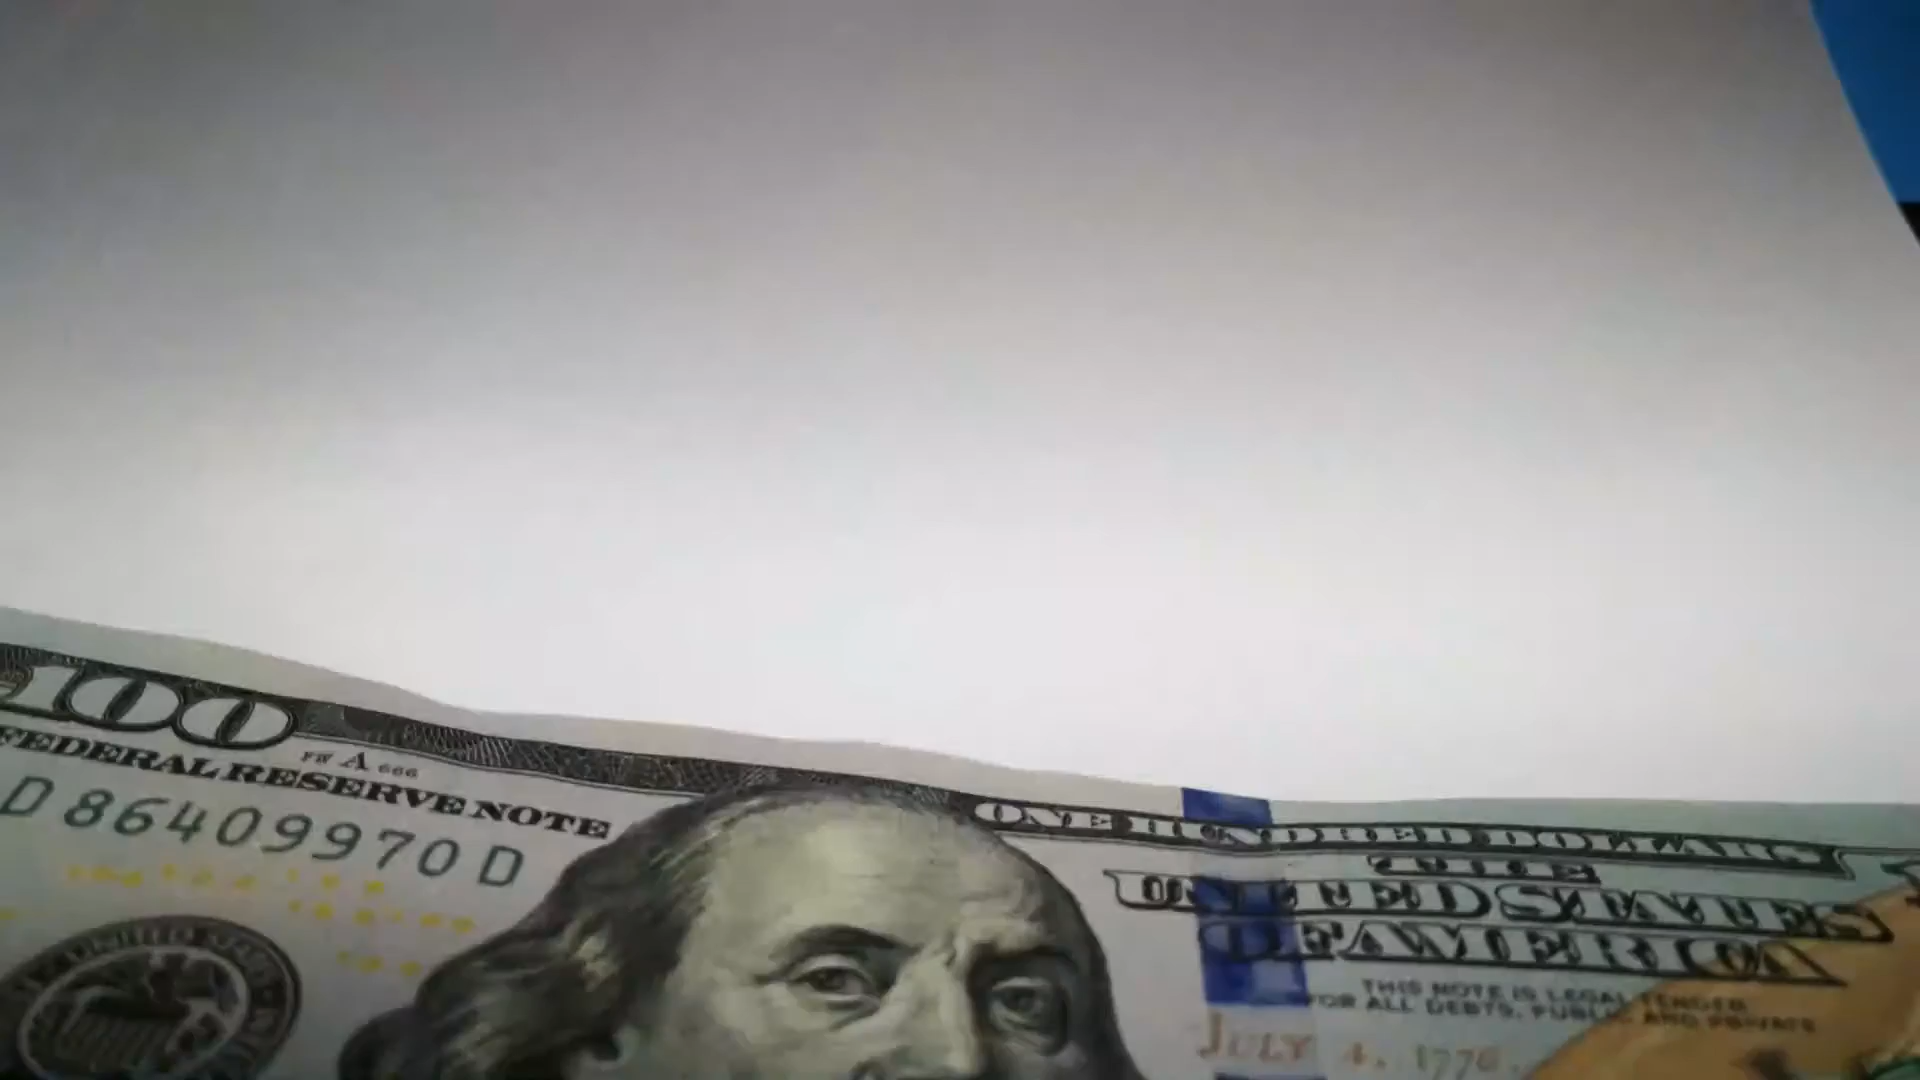 100
FW A 666
FEDERAL RESERVE NOTE
D 86409970 D
ONE HUNDRED DOLLARS
THE
UNITED STATES
OF AMERICA
THIS NOTE IS LEGAL TENDER
FOR ALL DEBTS, PUBLIC AND PRIVATE
JULY 4, 1776.